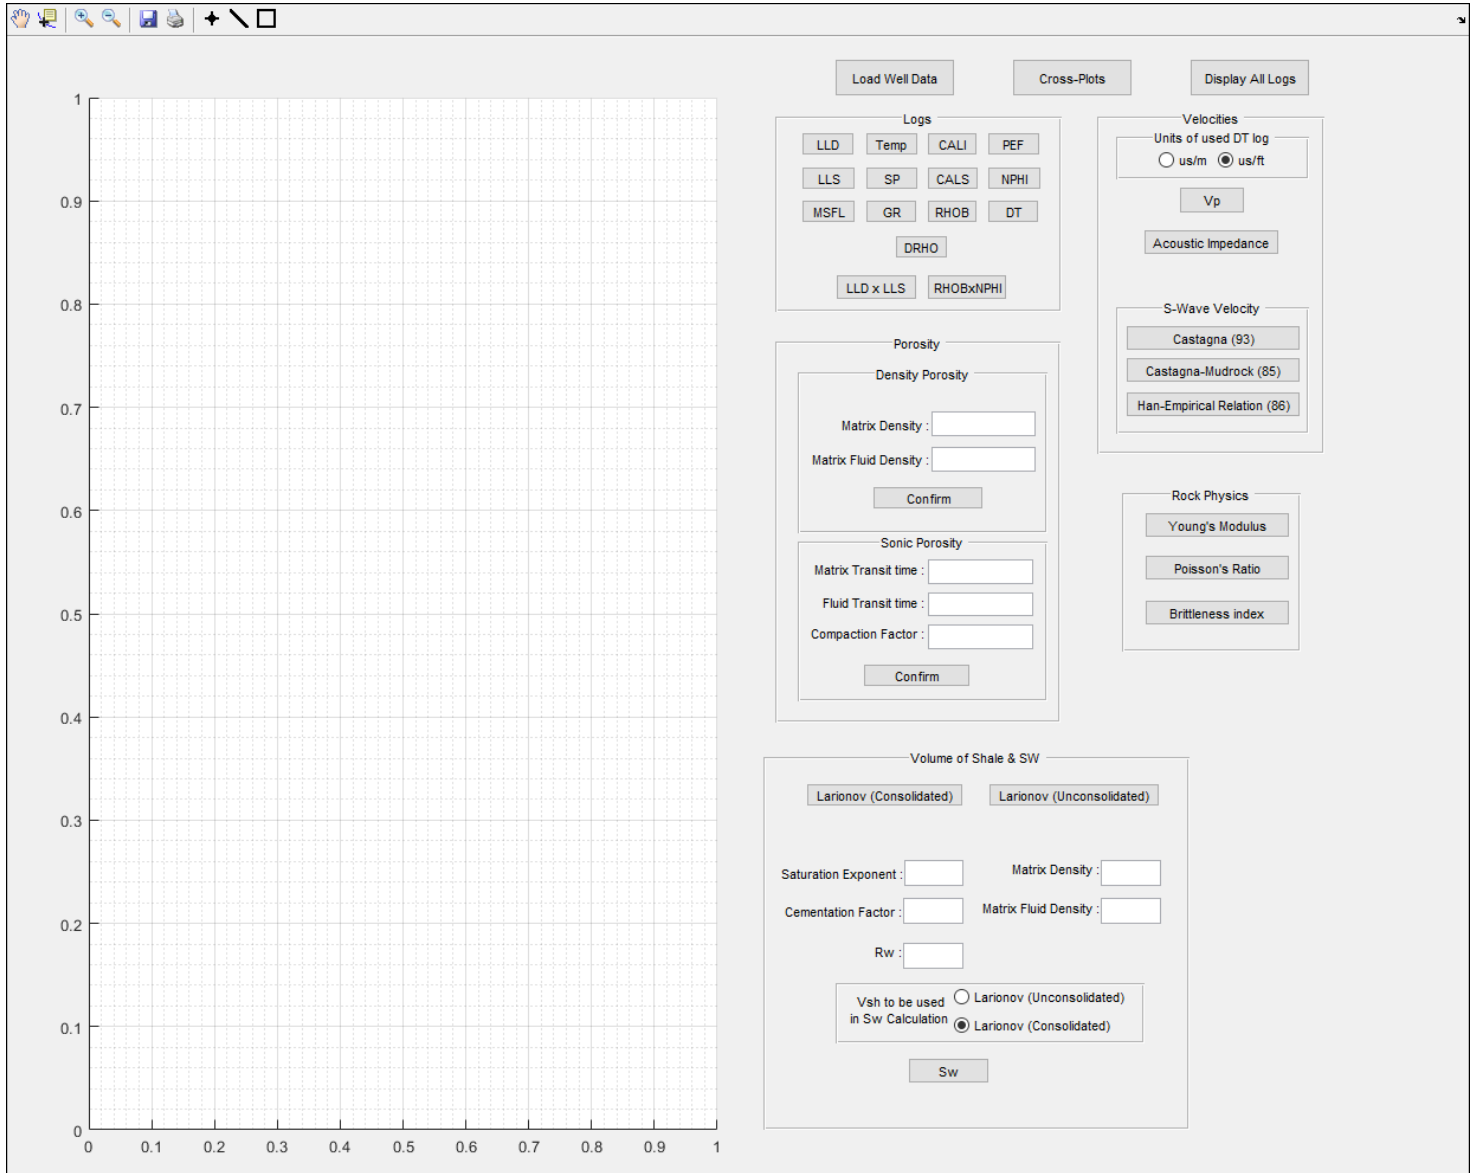 Load Well Data
Cross-Plots
Display All Logs
1
0.9
0.8
0.7
0.6
0.5
0.4
0.3
0.2
0.1
0
0 0.1 0.2 0.3 0.4 0.5 0.6 0.7 0.8 0.9 1
Logs
LLD Temp CALI PEF
LLS SP CALS NPHI
MSFL GR RHOB DT
DRHO
LLD x LLS RHOBxNPHI
Velocities
Units of used DT log
us/m us/ft
Vp
Acoustic Impedance
S-Wave Velocity
Castagna (93)
Castagna-Mudrock (85)
Han-Empirical Relation (86)
Porosity
Density Porosity
Matrix Density :
Matrix Fluid Density :
Confirm
Sonic Porosity
Matrix Transit time :
Fluid Transit time :
Compaction Factor :
Confirm
Rock Physics
Young's Modulus
Poisson's Ratio
Brittleness index
Volume of Shale & SW
Larionov (Consolidated) Larionov (Unconsolidated)
Saturation Exponent : Matrix Density :
Cementation Factor : Matrix Fluid Density :
Rw :
Vsh to be used
in Sw Calculation
Larionov (Unconsolidated)
Larionov (Consolidated)
Sw